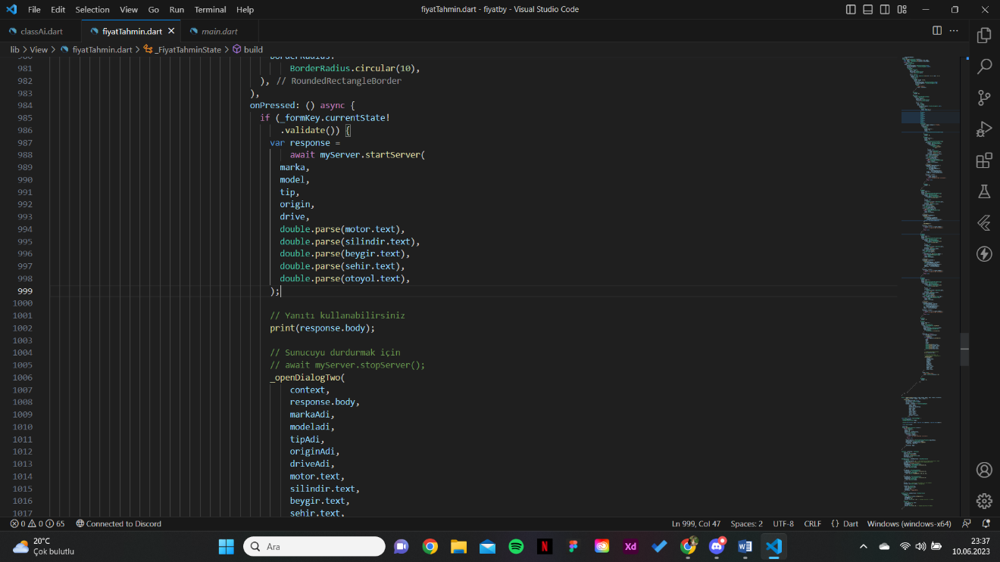 File Edit Selection View Go Run Terminal Help
fiyatTahmin.dart - fiyatby - Visual Studio Code
classAi.dart
fiyatTahmin.dart
main.dart
lib > View > fiyatTahmin.dart > _FiyatTahminState > build
980 borderRadius:
981 BorderRadius.circular(10),
982 ), // RoundedRectangleBorder
983 ),
984 onPressed: () async {
985 if (_formKey.currentState!
986 .validate()) {
987 var response =
988 await myServer.startServer(
989 marka,
990 model,
991 tip,
992 origin,
993 drive,
994 double.parse(motor.text),
995 double.parse(silindir.text),
996 double.parse(beygir.text),
997 double.parse(sehir.text),
998 double.parse(otoyol.text),
999 );
1000
1001 // Yanıtı kullanabilirsiniz
1002 print(response.body);
1003
1004 // Sunucuyu durdurmak için
1005 // await myServer.stopServer();
1006 _openDialogTwo(
1007 context,
1008 response.body,
1009 markaAdi,
1010 modeladi,
1011 tipAdi,
1012 originAdi,
1013 driveAdi,
1014 motor.text,
1015 silindir.text,
1016 beygir.text,
1017 sehir.text,
0 0 65 Connected to Discord
Ln 999, Col 47 Spaces: 2 UTF-8 CRLF {} Dart Windows (windows-x64)
20°C
Çok bulutlu
Ara
23:37
10.06.2023